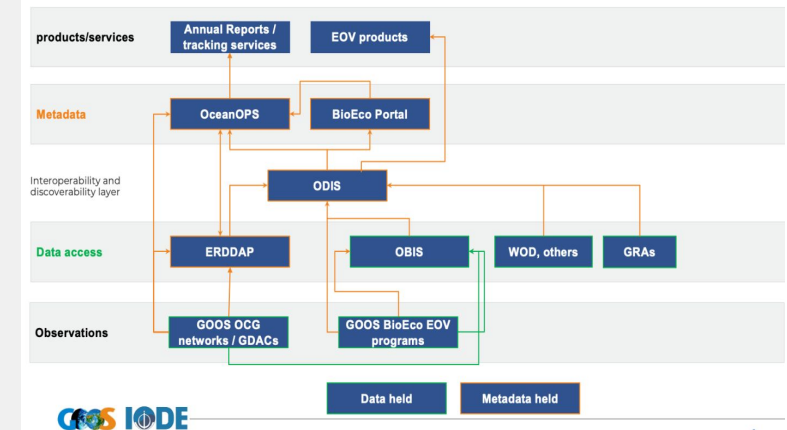 products/services
Annual Reports /
tracking services
EOV products
Metadata
OceanOPS
BioEco Portal
Interoperability and
discoverability layer
ODIS
Data access
ERDDAP
OBIS
WOD, others
GRAs
Observations
GOOS OCG
networks / GDACs
GOOS BioEco EOV
programs
Data held
Metadata held
GOOS IODE